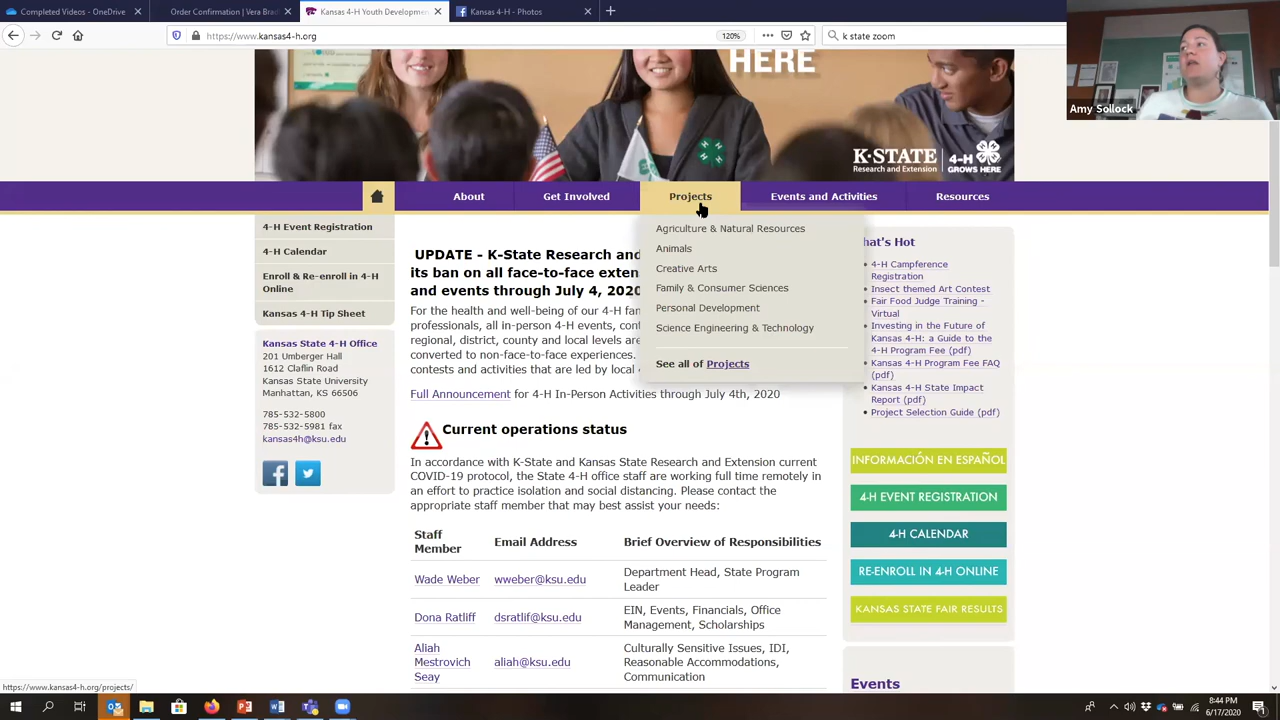 Completed Videos - OneDrive
Order Confirmation | Vera Brad
Kansas 4-H Youth Developmen
Kansas 4-H - Photos
https://www.kansas4-h.org
120%
k state zoom
Amy Sollock
HERE
K-STATE
Research and Extension
4-H
GROWS HERE
About
Get Involved
Projects
Events and Activities
Resources
4-H Event Registration
4-H Calendar
Enroll & Re-enroll in 4-H
Online
Kansas 4-H Tip Sheet
Kansas State 4-H Office
201 Umberger Hall
1612 Claflin Road
Kansas State University
Manhattan, KS 66506
785-532-5800
785-532-5981 fax
kansas4h@ksu.edu
Agriculture & Natural Resources
Animals
Creative Arts
Family & Consumer Sciences
Personal Development
Science Engineering & Technology
See all of Projects
UPDATE - K-State Research and
its ban on all face-to-face exten
and events through July 4, 2020
For the health and well-being of our 4-H fam
professionals, all in-person 4-H events, cont
regional, district, county and local levels are
converted to non-face-to-face experiences.
contests and activities that are led by local
Full Announcement for 4-H In-Person Activities through July 4th, 2020
Current operations status
In accordance with K-State and Kansas State Research and Extension current
COVID-19 protocol, the State 4-H office staff are working full time remotely in
an effort to practice isolation and social distancing. Please contact the
appropriate staff member that may best assist your needs:
Staff
Member
Email Address
Brief Overview of Responsibilities
Wade Weber
wweber@ksu.edu
Department Head, State Program
Leader
Dona Ratliff
dsratlif@ksu.edu
EIN, Events, Financials, Office
Management, Scholarships
Aliah
Mestrovich
Seay
aliah@ksu.edu
Culturally Sensitive Issues, IDI,
Reasonable Accommodations,
Communication
hat's Hot
4-H Campference
Registration
Insect themed Art Contest
Fair Food Judge Training -
Virtual
Investing in the Future of
Kansas 4-H: a Guide to the
4-H Program Fee (pdf)
Kansas 4-H Program Fee FAQ
(pdf)
Kansas 4-H State Impact
Report (pdf)
Project Selection Guide (pdf)
INFORMACIÓN EN ESPAÑOL
4-H EVENT REGISTRATION
4-H CALENDAR
RE-ENROLL IN 4-H ONLINE
KANSAS STATE FAIR RESULTS
Events
https://www.kansas4-h.org/projects/
8:44 PM
6/17/2020